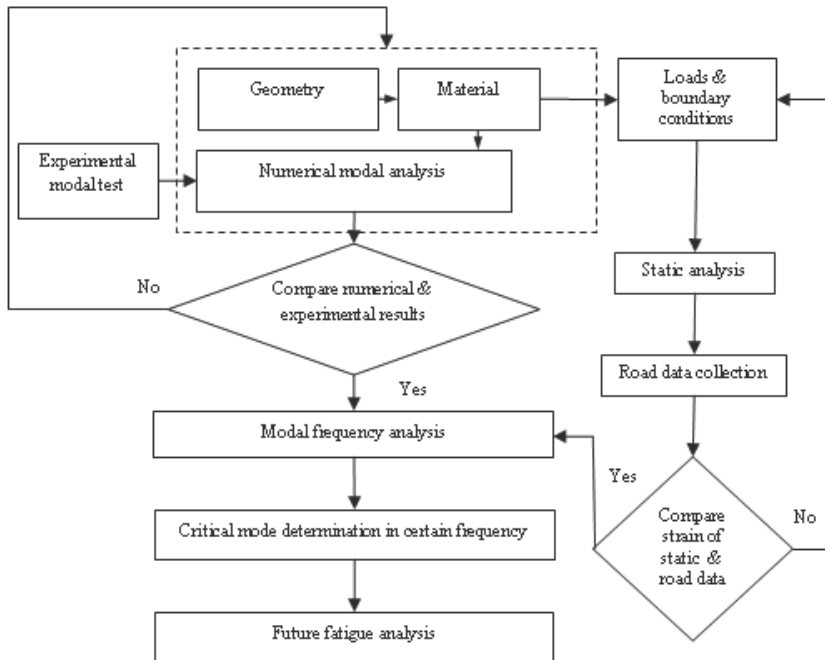 Geometry
Material
Loads &
boundary
conditions
Experimental
modal test
Numerical modal analysis
Static analysis
No
Compare numerical &
experimental results
Road data collection
Yes
Modal frequency analysis
Yes
Compare
strain of
static &
road data
No
Critical mode determination in certain frequency
Future fatigue analysis